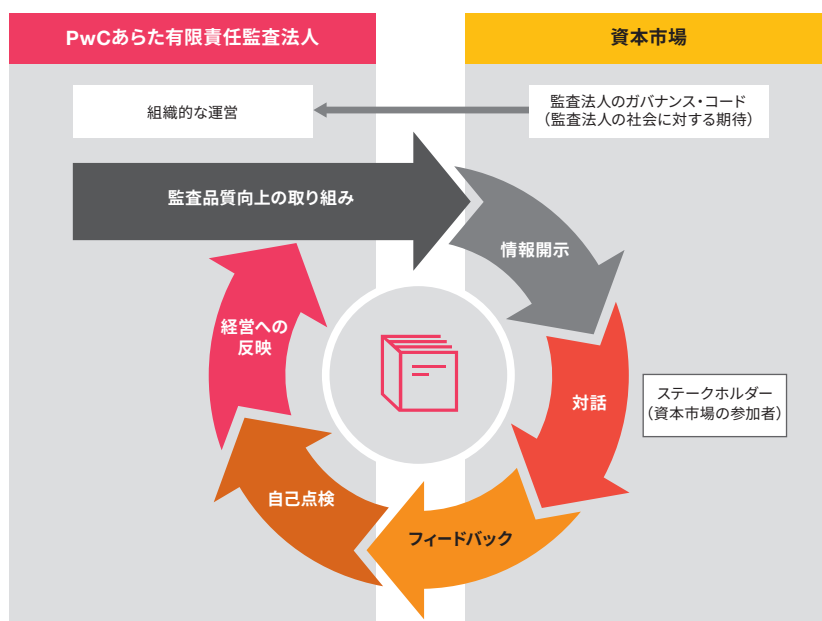 PwCあらた有限責任監査法人
資本市場
組織的な運営
監査法人のガバナンス・コード
（監査法人の社会に対する期待）
監査品質向上の取り組み
情報開示
経営への
反映
対話
ステークホルダー
（資本市場の参加者）
自己点検
フィードバック